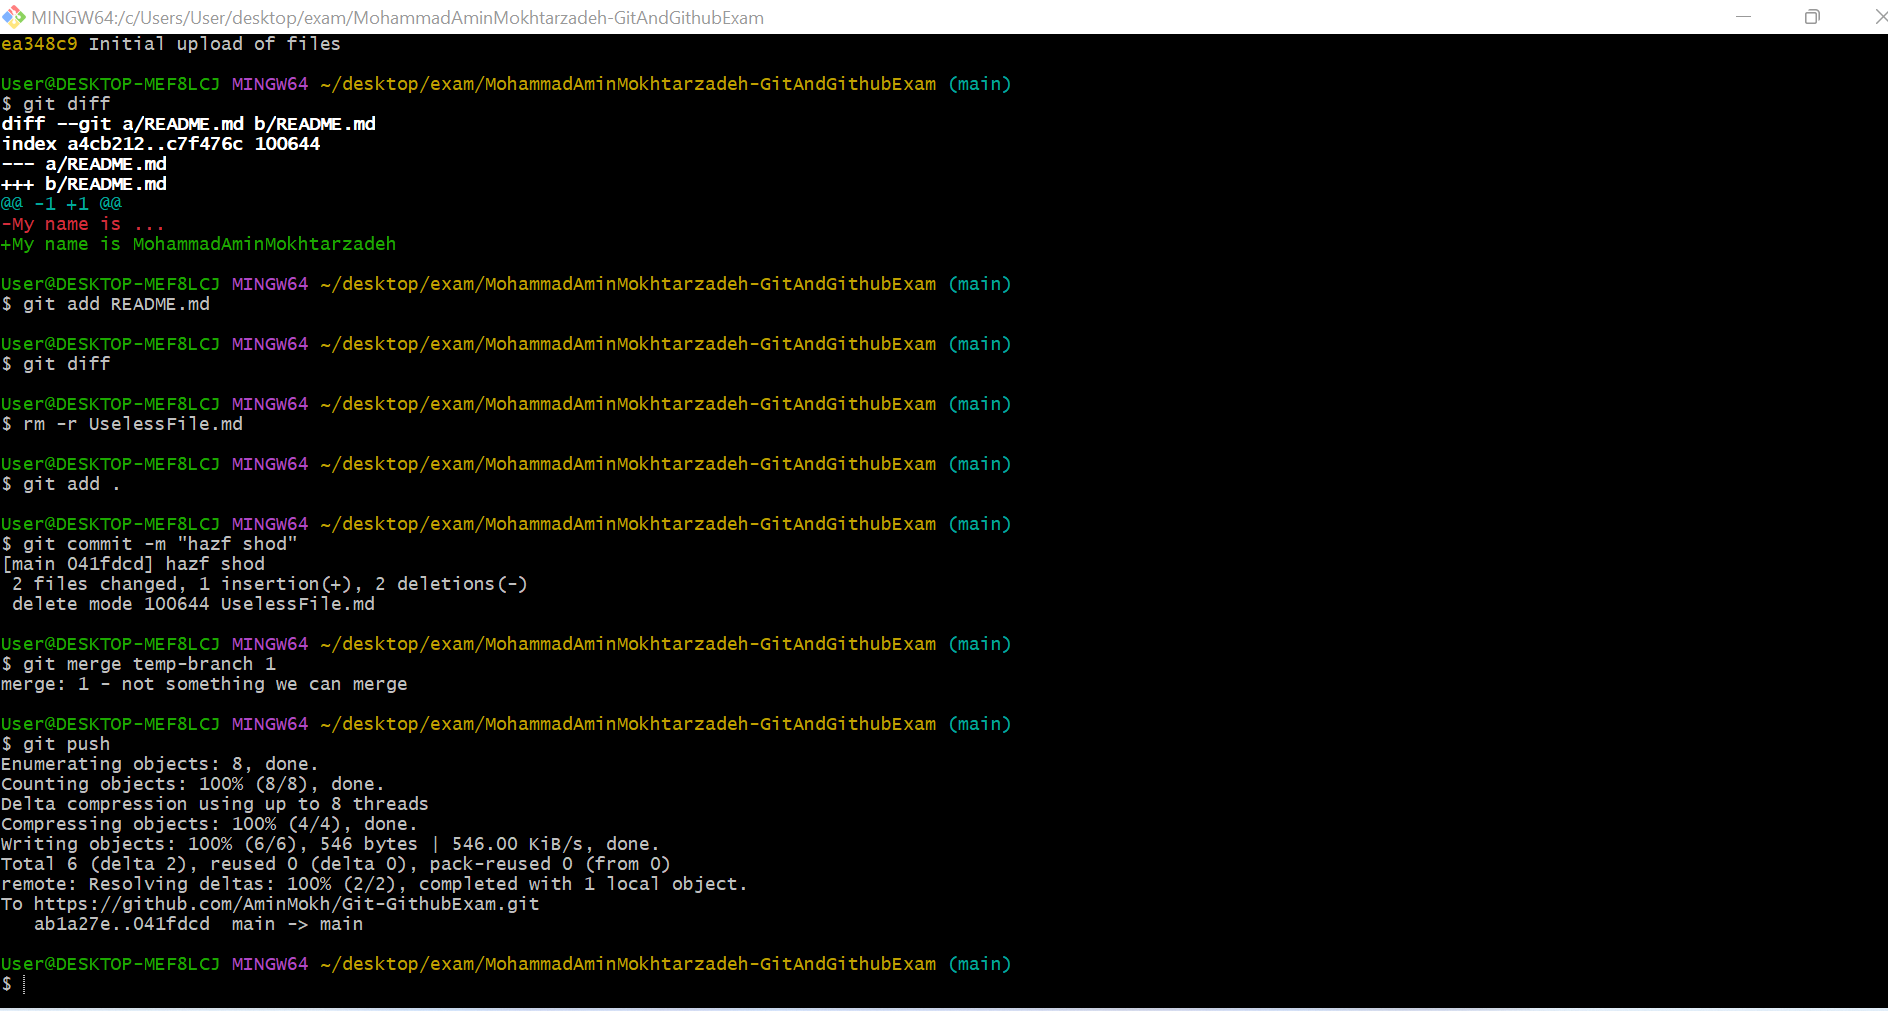 MINGW64:/c/Users/User/desktop/exam/MohammadAminMokhtarzadeh-GitAndGithubExam
ea348c9 Initial upload of files
User@DESKTOP-MEF8LCJ MINGW64 ~/desktop/exam/MohammadAminMokhtarzadeh-GitAndGithubExam (main)
$ git diff
diff --git a/README.md b/README.md
index a4cb212..c7f476c 100644
--- a/README.md
+++ b/README.md
@@ -1 +1 @@
-My name is ...
+My name is MohammadAminMokhtarzadeh
User@DESKTOP-MEF8LCJ MINGW64 ~/desktop/exam/MohammadAminMokhtarzadeh-GitAndGithubExam (main)
$ git add README.md
User@DESKTOP-MEF8LCJ MINGW64 ~/desktop/exam/MohammadAminMokhtarzadeh-GitAndGithubExam (main)
$ git diff
User@DESKTOP-MEF8LCJ MINGW64 ~/desktop/exam/MohammadAminMokhtarzadeh-GitAndGithubExam (main)
$ rm -r UselessFile.md
User@DESKTOP-MEF8LCJ MINGW64 ~/desktop/exam/MohammadAminMokhtarzadeh-GitAndGithubExam (main)
$ git add .
User@DESKTOP-MEF8LCJ MINGW64 ~/desktop/exam/MohammadAminMokhtarzadeh-GitAndGithubExam (main)
$ git commit -m "hazf shod"
[main 041fdcd] hazf shod
2 files changed, 1 insertion(+), 2 deletions(-)
delete mode 100644 UselessFile.md
User@DESKTOP-MEF8LCJ MINGW64 ~/desktop/exam/MohammadAminMokhtarzadeh-GitAndGithubExam (main)
$ git merge temp-branch 1
merge: 1 - not something we can merge
User@DESKTOP-MEF8LCJ MINGW64 ~/desktop/exam/MohammadAminMokhtarzadeh-GitAndGithubExam (main)
$ git push
Enumerating objects: 8, done.
Counting objects: 100% (8/8), done.
Delta compression using up to 8 threads
Compressing objects: 100% (4/4), done.
Writing objects: 100% (6/6), 546 bytes | 546.00 KiB/s, done.
Total 6 (delta 2), reused 0 (delta 0), pack-reused 0 (from 0)
remote: Resolving deltas: 100% (2/2), completed with 1 local object.
To https://github.com/AminMokh/Git-GithubExam.git
ab1a27e..041fdcd  main -> main
User@DESKTOP-MEF8LCJ MINGW64 ~/desktop/exam/MohammadAminMokhtarzadeh-GitAndGithubExam (main)
$